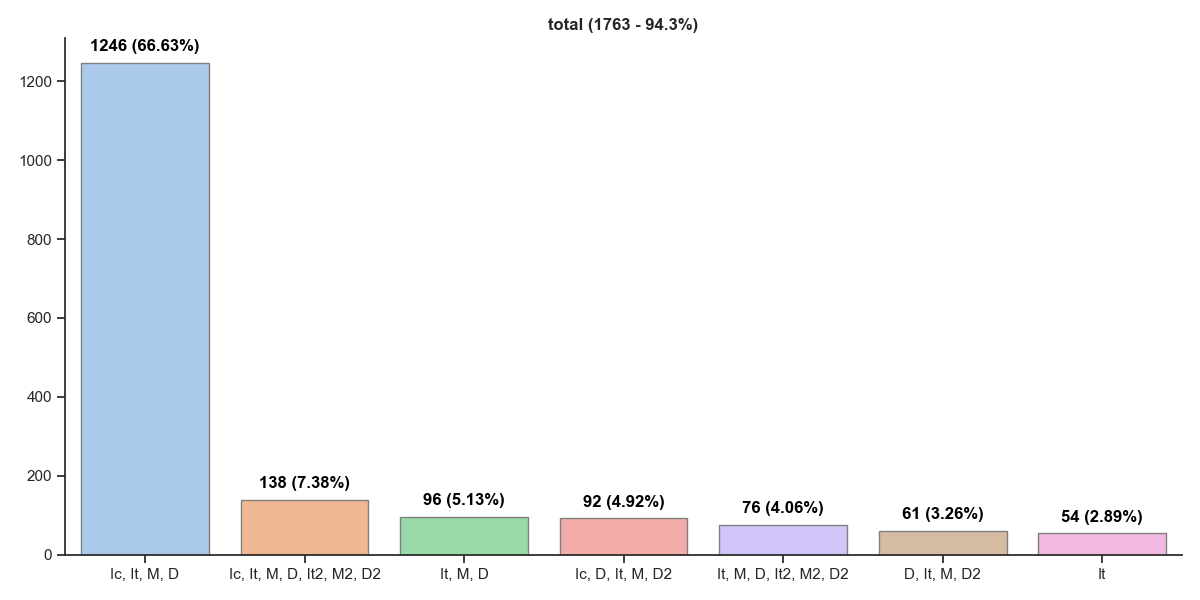 total (1763 - 94.3%)
1246 (66.63%)
138 (7.38%)
96 (5.13%)
92 (4.92%)
76 (4.06%)
61 (3.26%)
54 (2.89%)
1200
1000
800
600
400
200
0
Ic, It, M, D
Ic, It, M, D, It2, M2, D2
It, M, D
Ic, D, It, M, D2
It, M, D, It2, M2, D2
D, It, M, D2
It